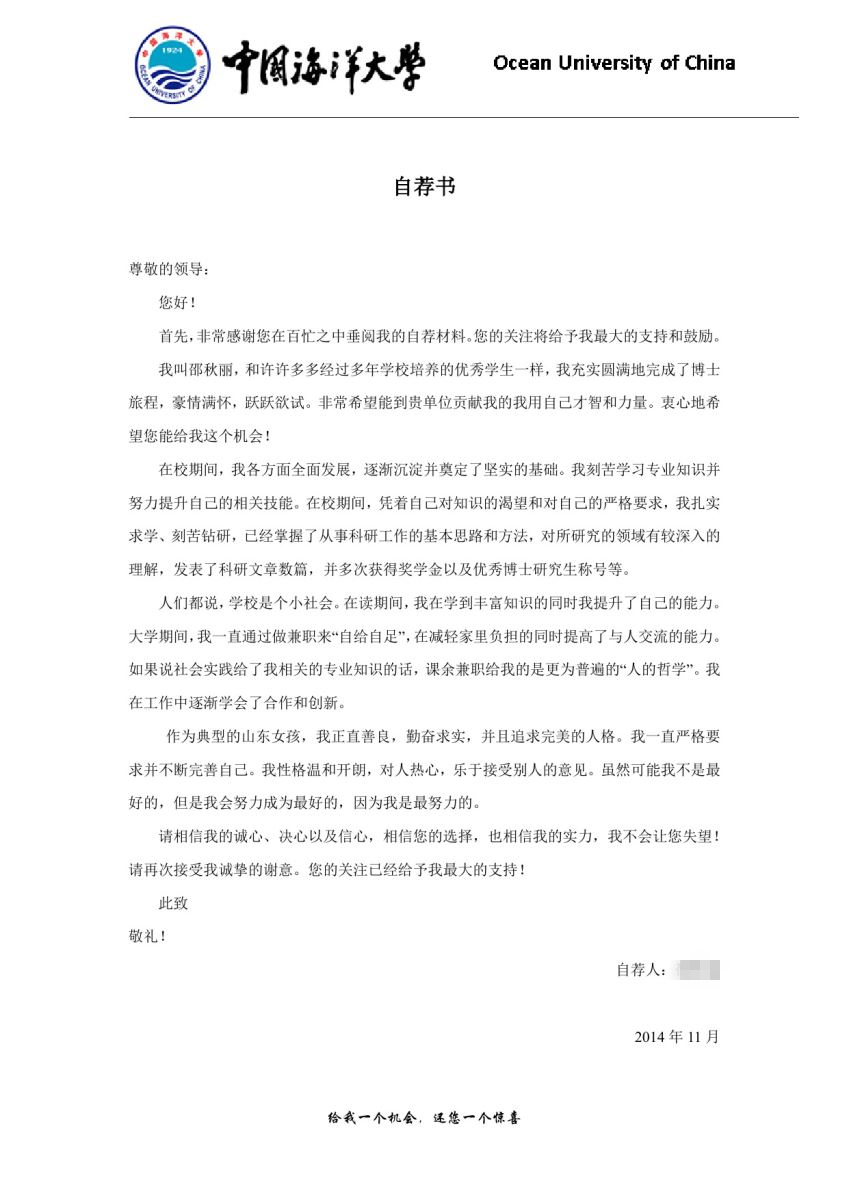 中国海洋大学
OCEAN UNIVERSITY OF CHINA
1924
中國海洋大學
Ocean University of China
自荐书
尊敬的领导：
您好！
首先，非常感谢您在百忙之中垂阅我的自荐材料。您的关注将给予我最大的支持和鼓励。
我叫邵秋丽，和许许多多经过多年学校培养的优秀学生一样，我充实圆满地完成了博士
旅程，豪情满怀，跃跃欲试。非常希望能到贵单位贡献我的我用自己才智和力量。衷心地希
望您能给我这个机会！
在校期间，我各方面全面发展，逐渐沉淀并奠定了坚实的基础。我刻苦学习专业知识并
努力提升自己的相关技能。在校期间，凭着自己对知识的渴望和对自己的严格要求，我扎实
求学、刻苦钻研，已经掌握了从事科研工作的基本思路和方法，对所研究的领域有较深入的
理解，发表了科研文章数篇，并多次获得奖学金以及优秀博士研究生称号等。
人们都说，学校是个小社会。在读期间，我在学到丰富知识的同时我提升了自己的能力。
大学期间，我一直通过做兼职来“自给自足”，在减轻家里负担的同时提高了与人交流的能力。
如果说社会实践给了我相关的专业知识的话，课余兼职给我的是更为普遍的“人的哲学”。我
在工作中逐渐学会了合作和创新。
作为典型的山东女孩，我正直善良，勤奋求实，并且追求完美的人格。我一直严格要
求并不断完善自己。我性格温和开朗，对人热心，乐于接受别人的意见。虽然可能我不是最
好的，但是我会努力成为最好的，因为我是最努力的。
请相信我的诚心、决心以及信心，相信您的选择，也相信我的实力，我不会让您失望！
请再次接受我诚挚的谢意。您的关注已经给予我最大的支持！
此致
敬礼！
自荐人：
2014 年 11 月
给我一个机会，还您一个惊喜